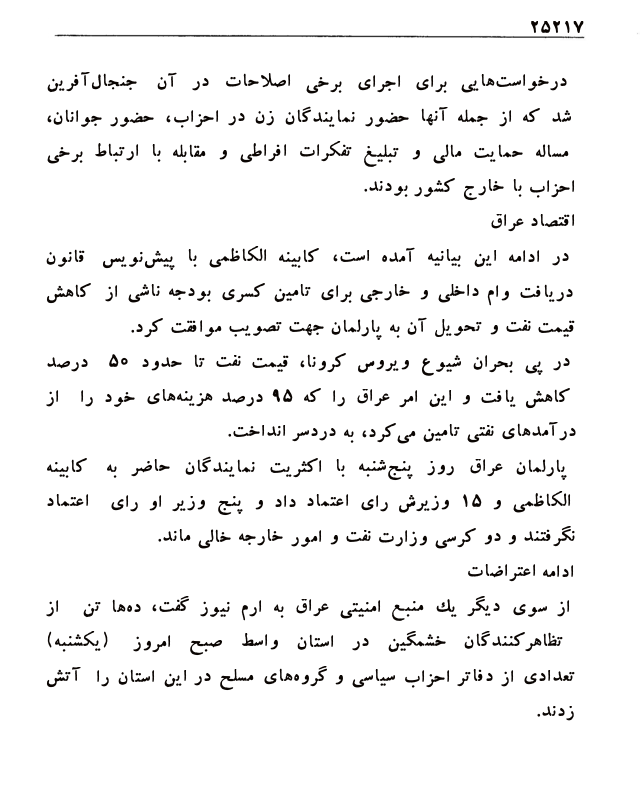 ۲۵۲۱۷
درخواست‌هایی برای اجرای برخی اصلاحات در آن جنجال‌آفرین
شد که از جمله آنها حضور نمایندگان زن در احزاب، حضور جوانان،
مساله حمایت مالی و تبلیغ تفکرات افراطی و مقابله با ارتباط برخی
احزاب با خارج کشور بودند.
اقتصاد عراق
در ادامه این بیانیه آمده است، کابینه الکاظمی با پیش‌نویس قانون
دریافت وام داخلی و خارجی برای تامین کسری بودجه ناشی از کاهش
قیمت نفت و تحویل آن به پارلمان جهت تصویب موافقت کرد.
در پی بحران شیوع ویروس کرونا، قیمت نفت تا حدود ۵۰ درصد
کاهش یافت و این امر عراق را که ۹۵ درصد هزینه‌های خود را از
درآمدهای نفتی تامین می‌کرد، به دردسر انداخت.
پارلمان عراق روز پنج‌شنبه با اکثریت نمایندگان حاضر به کابینه
الکاظمی و ۱۵ وزیرش رای اعتماد داد و پنج وزیر او رای اعتماد
نگرفتند و دو کرسی وزارت نفت و امور خارجه خالی ماند.
ادامه اعتراضات
از سوی دیگر یك منبع امنیتی عراق به ارم نیوز گفت، ده‌ها تن از
تظاهرکنندگان خشمگین در استان واسط صبح امروز (یکشنبه)
تعدادی از دفاتر احزاب سیاسی و گروه‌های مسلح در این استان را آتش
زدند.